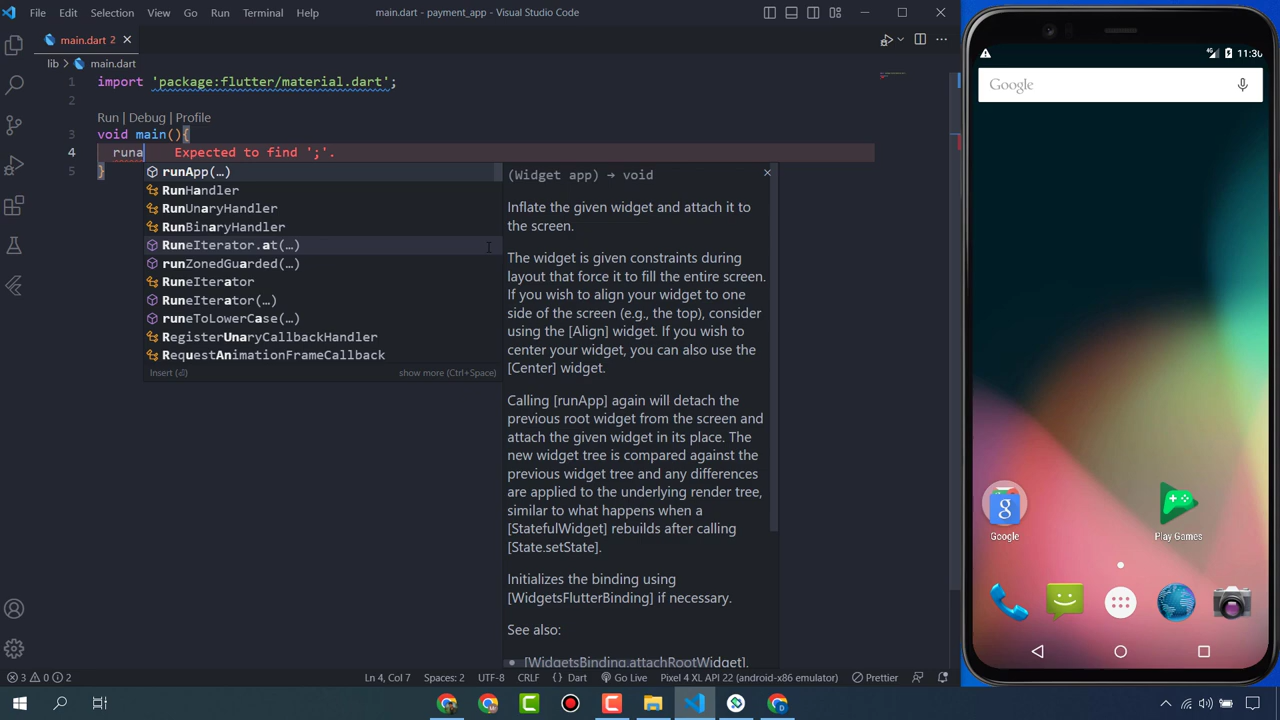 File Edit Selection View Go Run Terminal Help
main.dart - payment_app - Visual Studio Code
main.dart 2
lib > main.dart
1 import 'package:flutter/material.dart';
2
Run | Debug | Profile
3 void main(){
4 runa Expected to find ';'.
5 }
runApp(…)
RunHandler
RunUnaryHandler
RunBinaryHandler
RuneIterator.at(…)
runZonedGuarded(…)
RuneIterator
RuneIterator(…)
runeToLowerCase(…)
RegisterUnaryCallbackHandler
RequestAnimationFrameCallback
Insert show more (Ctrl+Space)
(Widget app) → void
Inflate the given widget and attach it to
the screen.
The widget is given constraints during
layout that force it to fill the entire screen.
If you wish to align your widget to one
side of the screen (e.g., the top), consider
using the [Align] widget. If you wish to
center your widget, you can also use the
[Center] widget.
Calling [runApp] again will detach the
previous root widget from the screen and
attach the given widget in its place. The
new widget tree is compared against the
previous widget tree and any differences
are applied to the underlying render tree,
similar to what happens when a
[StatefulWidget] rebuilds after calling
[State.setState].
Initializes the binding using
[WidgetsFlutterBinding] if necessary.
See also:
[WidgetsBinding.attachRootWidget],
3 0 2 Ln 4, Col 7 Spaces: 2 UTF-8 CRLF {} Dart Go Live Pixel 4 XL API 22 (android-x86 emulator) Prettier
4G 11:30
Google
Google
Play Games